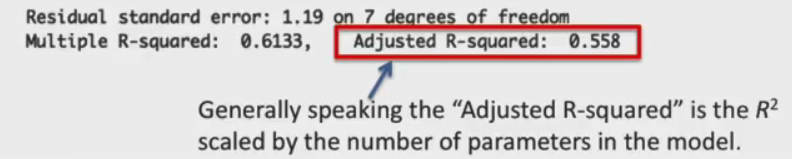 Residual standard error: 1.19 on 7 degrees of freedom
Multiple R-squared:  0.6133,    Adjusted R-squared:  0.558
Generally speaking the “Adjusted R-squared” is the R²
scaled by the number of parameters in the model.